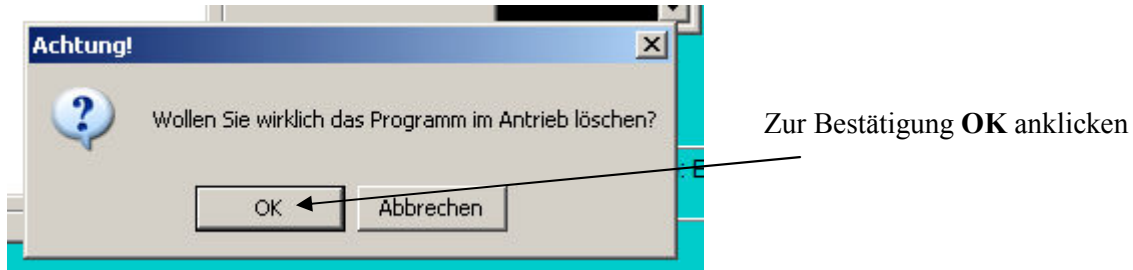 Achtung!
Wollen Sie wirklich das Programm im Antrieb löschen?
Zur Bestätigung OK anklicken
OK
Abbrechen